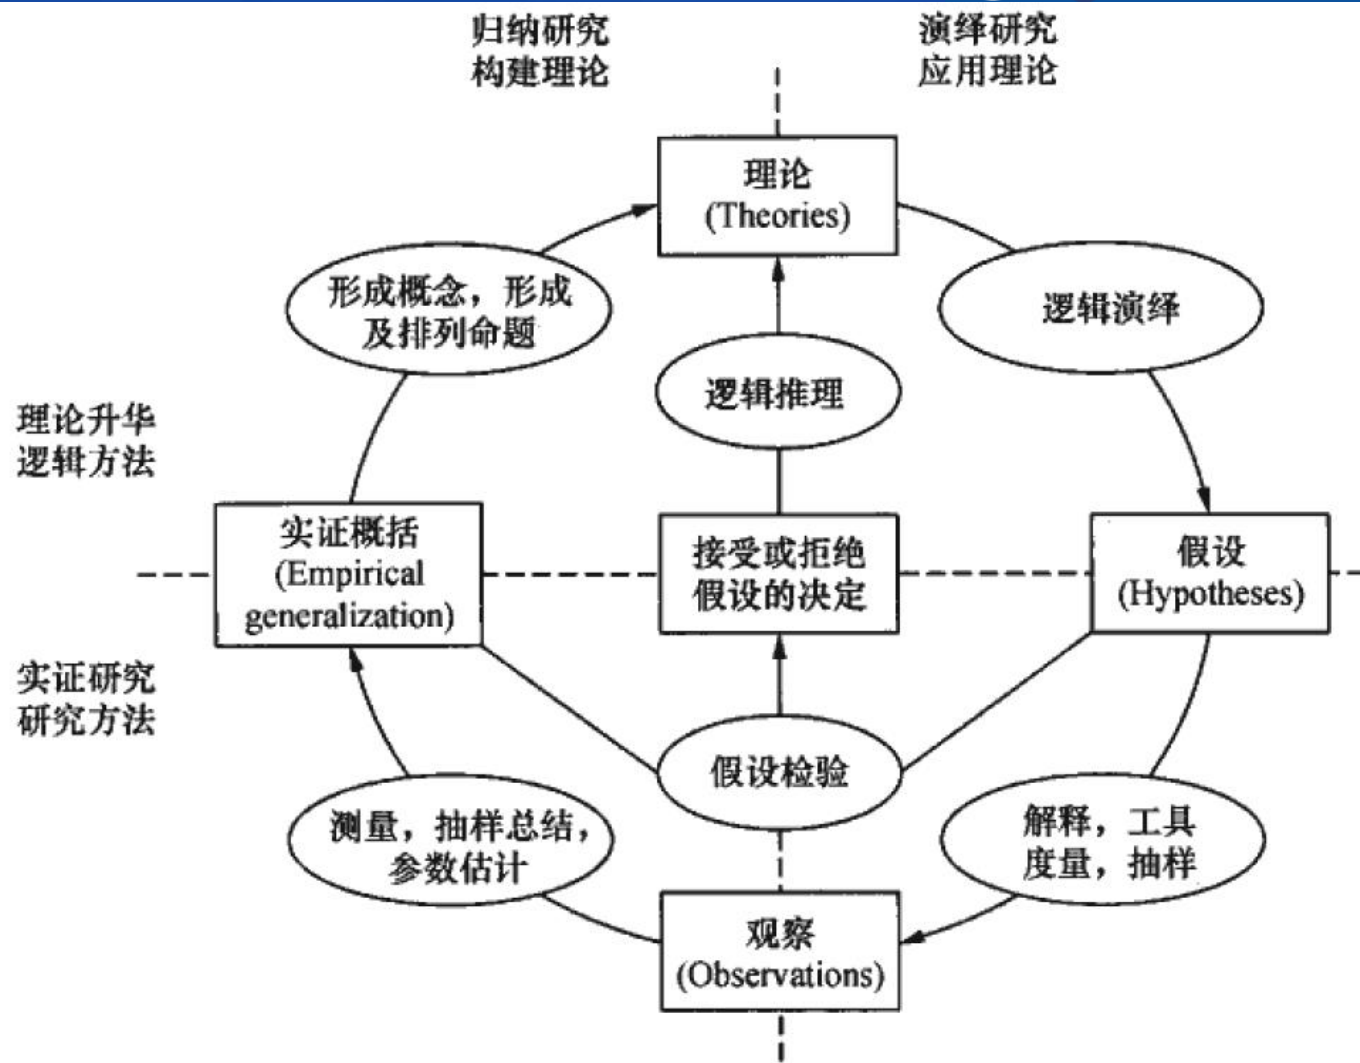 归纳研究
构建理论
演绎研究
应用理论
理论
(Theories)
形成概念，形成
及排列命题
逻辑演绎
逻辑推理
理论升华
逻辑方法
实证概括
(Empirical
generalization)
接受或拒绝
假设的决定
假设
(Hypotheses)
实证研究
研究方法
假设检验
测量，抽样总结，
参数估计
解释，工具
度量，抽样
观察
(Observations)